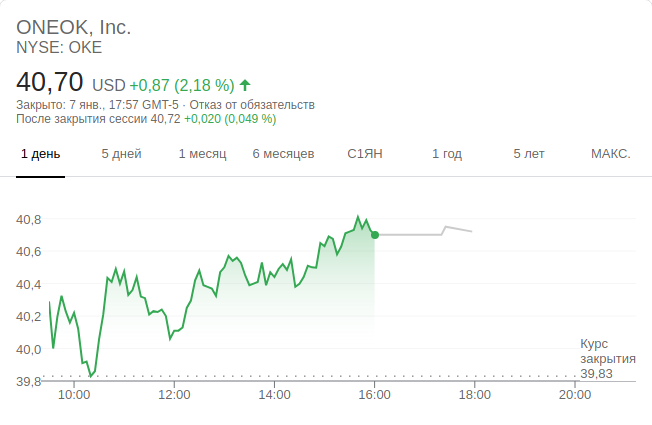 ONEOK, Inc.
NYSE: OKE
40,70 USD +0,87 (2,18 %)
Закрыто: 7 янв., 17:57 GMT-5 · Отказ от обязательств
После закрытия сессии 40,72 +0,020 (0,049 %)
1 день 5 дней 1 месяц 6 месяцев С1ЯН 1 год 5 лет МАКС.
40,8
40,6
40,4
40,2
40,0
39,8
Курс
закрытия
39,83
10:00 12:00 14:00 16:00 18:00 20:00